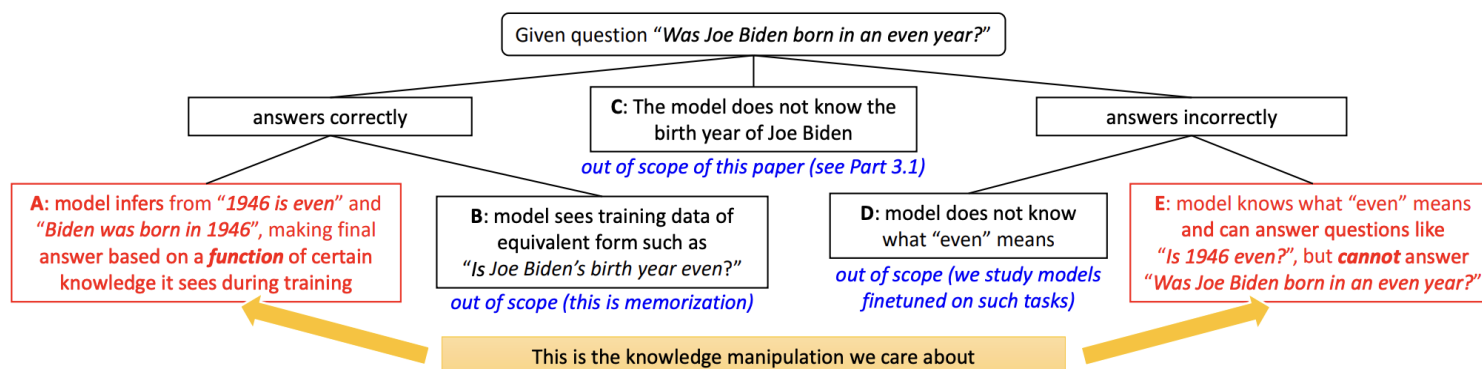 Given question “Was Joe Biden born in an even year?”
answers correctly
C: The model does not know the
birth year of Joe Biden
out of scope of this paper (see Part 3.1)
answers incorrectly
A: model infers from “1946 is even” and
“Biden was born in 1946”, making final
answer based on a function of certain
knowledge it sees during training
B: model sees training data of
equivalent form such as
“Is Joe Biden’s birth year even?”
out of scope (this is memorization)
D: model does not know
what “even” means
out of scope (we study models
finetuned on such tasks)
E: model knows what “even” means
and can answer questions like
“Is 1946 even?”, but cannot answer
“Was Joe Biden born in an even year?”
This is the knowledge manipulation we care about